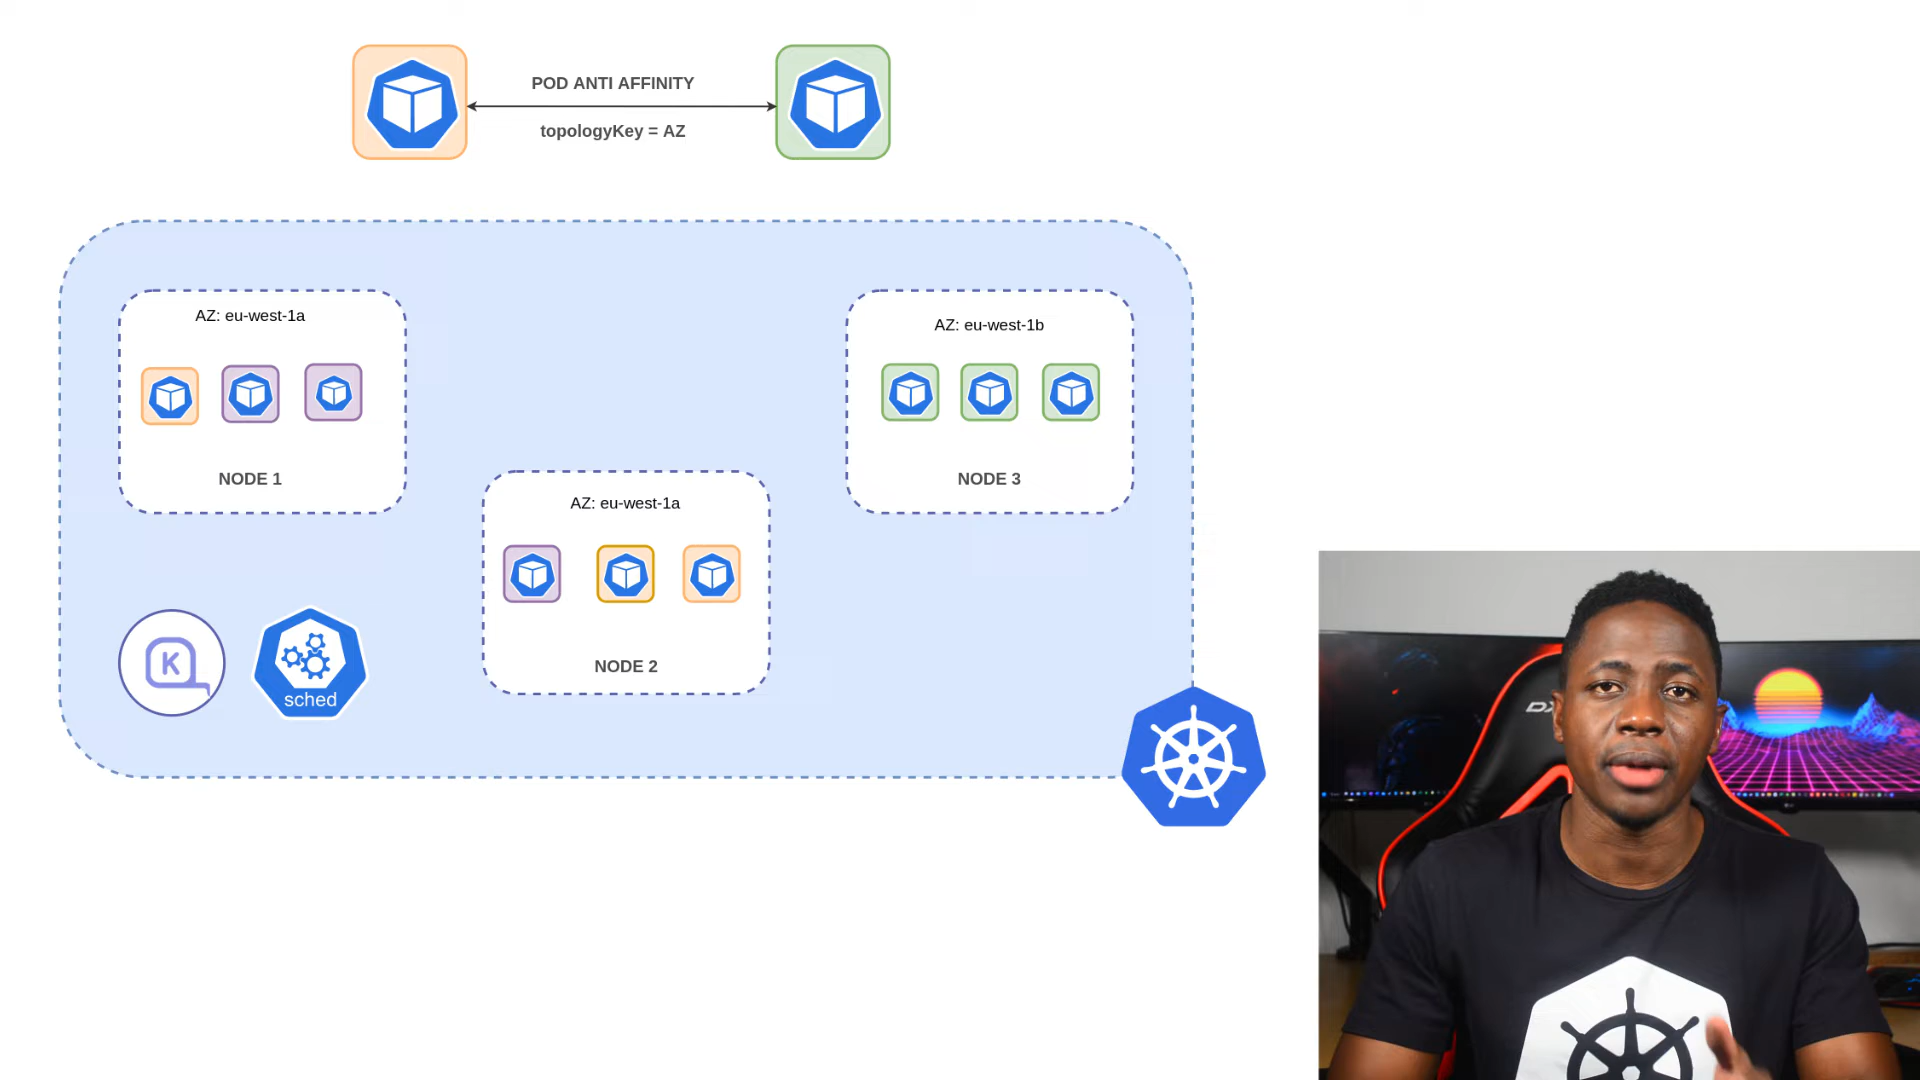 POD ANTI AFFINITY
topologyKey = AZ
AZ: eu-west-1a
NODE 1
AZ: eu-west-1a
NODE 2
AZ: eu-west-1b
NODE 3
K
sched